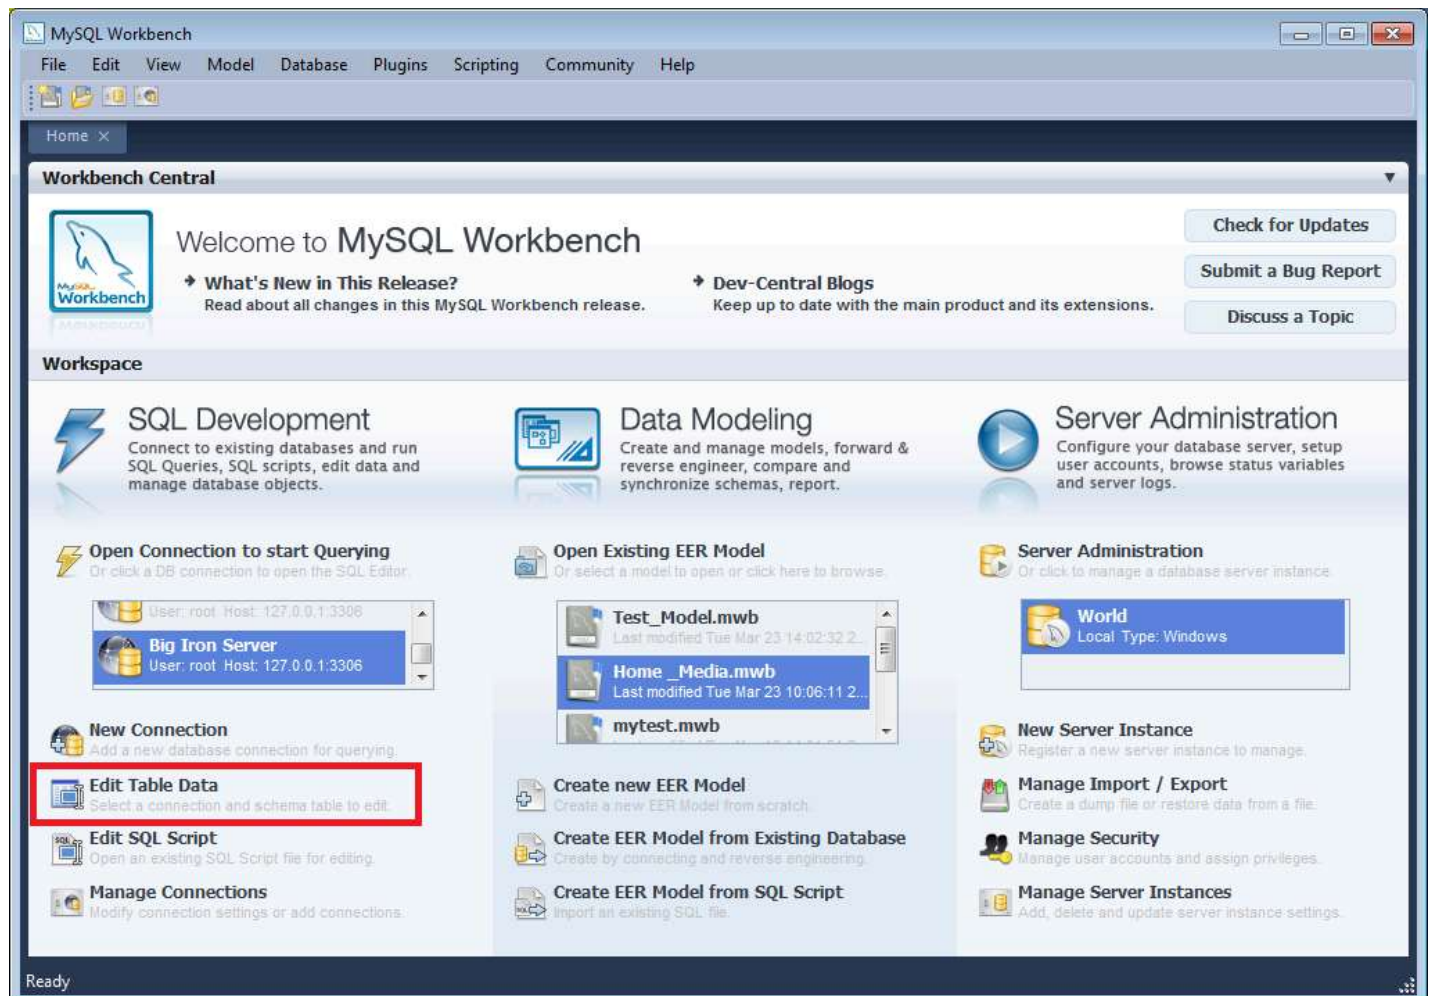 MySQL Workbench
File Edit View Model Database Plugins Scripting Community Help
Home
Workbench Central
MySQL
Workbench
Welcome to MySQL Workbench
What's New in This Release?
Read about all changes in this MySQL Workbench release.
Dev-Central Blogs
Keep up to date with the main product and its extensions.
Check for Updates
Submit a Bug Report
Discuss a Topic
Workspace
SQL Development
Connect to existing databases and run
SQL Queries, SQL scripts, edit data and
manage database objects.
Open Connection to start Querying
Or click a DB connection to open the SQL Editor.
User: root Host: 127.0.0.1:3306
Big Iron Server
User: root Host: 127.0.0.1:3306
New Connection
Add a new database connection for querying.
Edit Table Data
Select a connection and schema table to edit.
Edit SQL Script
Open an existing SQL Script file for editing.
Manage Connections
Modify connection settings or add connections.
Data Modeling
Create and manage models, forward &
reverse engineer, compare and
synchronize schemas, report.
Open Existing EER Model
Or select a model to open or click here to browse.
Test_Model.mwb
Last modified Tue Mar 23 14:02:32 2...
Home _Media.mwb
Last modified Tue Mar 23 10:06:11 2...
mytest.mwb
Create new EER Model
Create a new EER Model from scratch.
Create EER Model from Existing Database
Create by connecting and reverse engineering.
Create EER Model from SQL Script
Import an existing SQL file.
Server Administration
Configure your database server, setup
user accounts, browse status variables
and server logs.
Server Administration
Or click to manage a database server instance.
World
Local Type: Windows
New Server Instance
Register a new server instance to manage.
Manage Import / Export
Create a dump file or restore data from a file.
Manage Security
Manage user accounts and assign privileges.
Manage Server Instances
Add, delete and update server instance settings.
Ready